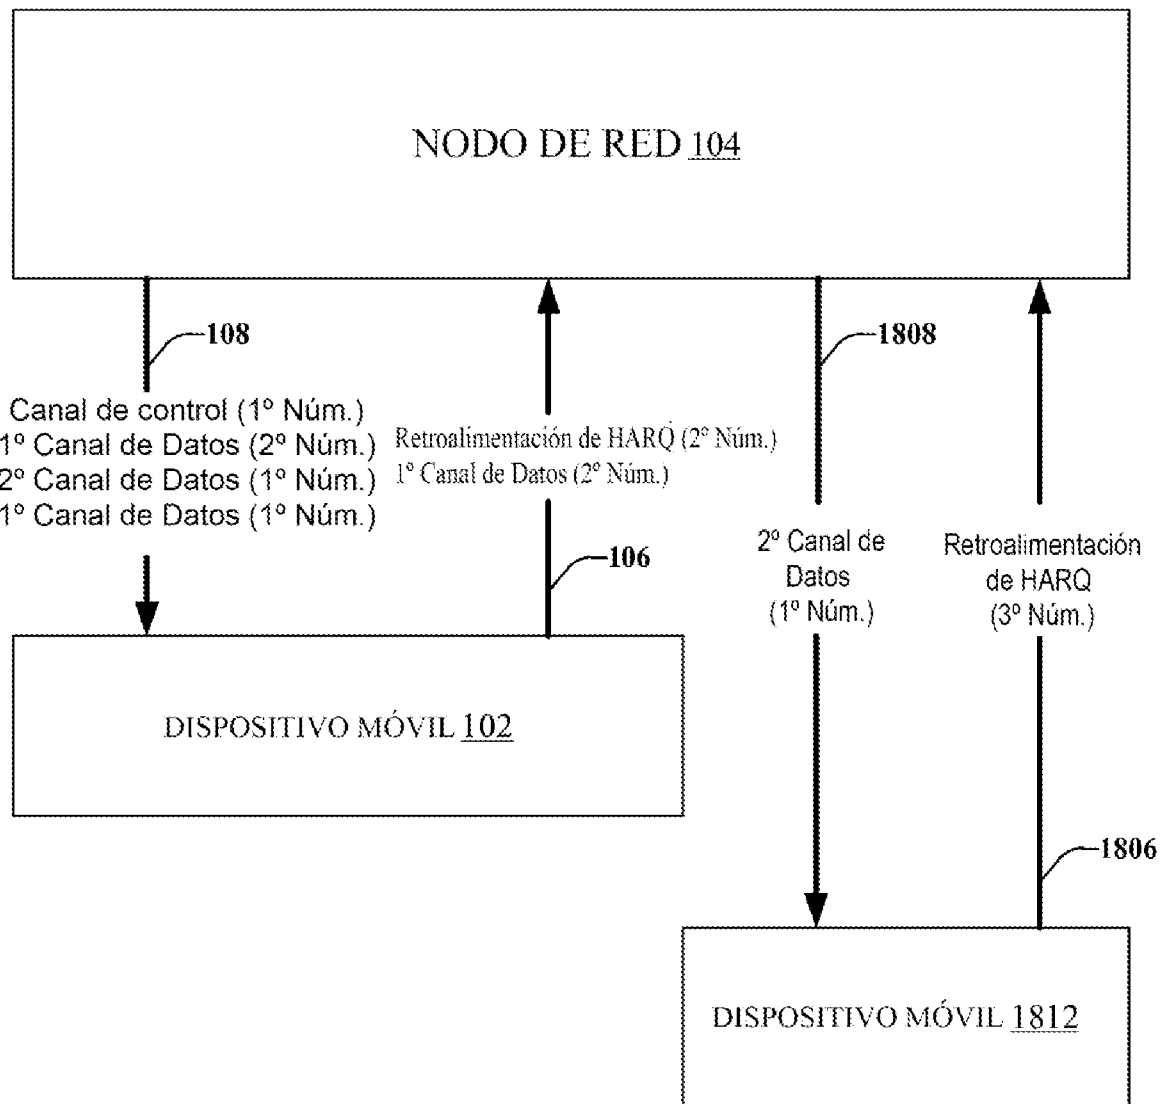 NODO DE RED 104
108
1808
Canal de control (1º Núm.)
1º Canal de Datos (2º Núm.)
2º Canal de Datos (1º Núm.)
1º Canal de Datos (1º Núm.)
Retroalimentación de HARQ (2º Núm.)
1º Canal de Datos (2º Núm.)
106
2º Canal de
Datos
(1º Núm.)
Retroalimentación
de HARQ
(3º Núm.)
DISPOSITIVO MÓVIL 102
1806
DISPOSITIVO MÓVIL 1812